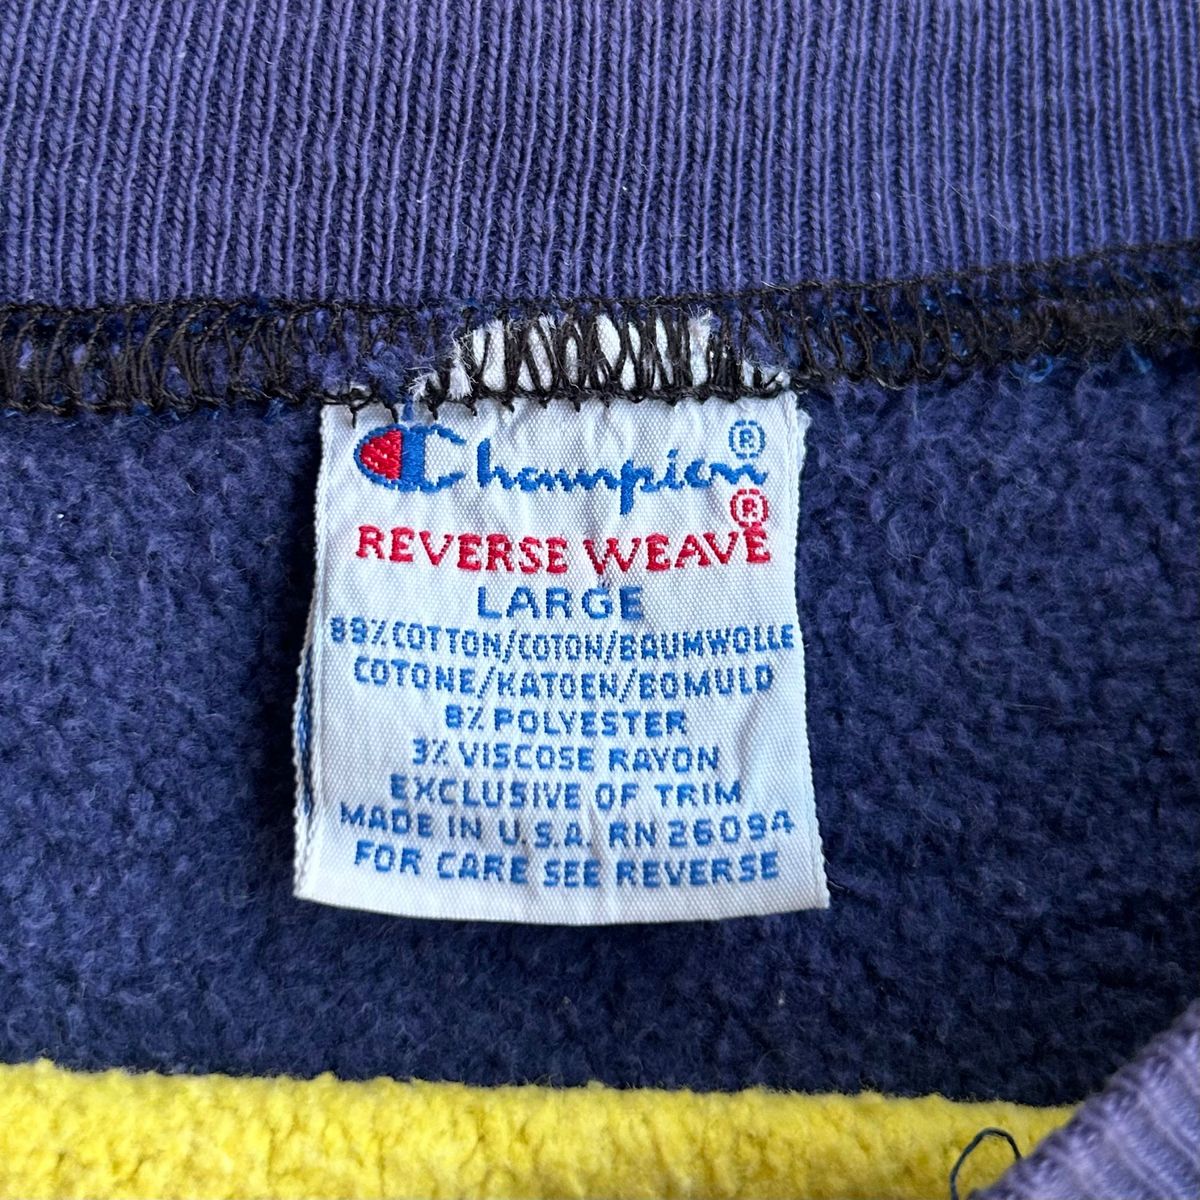 Champion®
REVERSE WEAVE®
LARGE
89% COTTON/COTON/BAUMWOLLE
COTONE/KATOEN/BOMULD
8% POLYESTER
3% VISCOSE RAYON
EXCLUSIVE OF TRIM
MADE IN U.S.A. RN 26094
FOR CARE SEE REVERSE